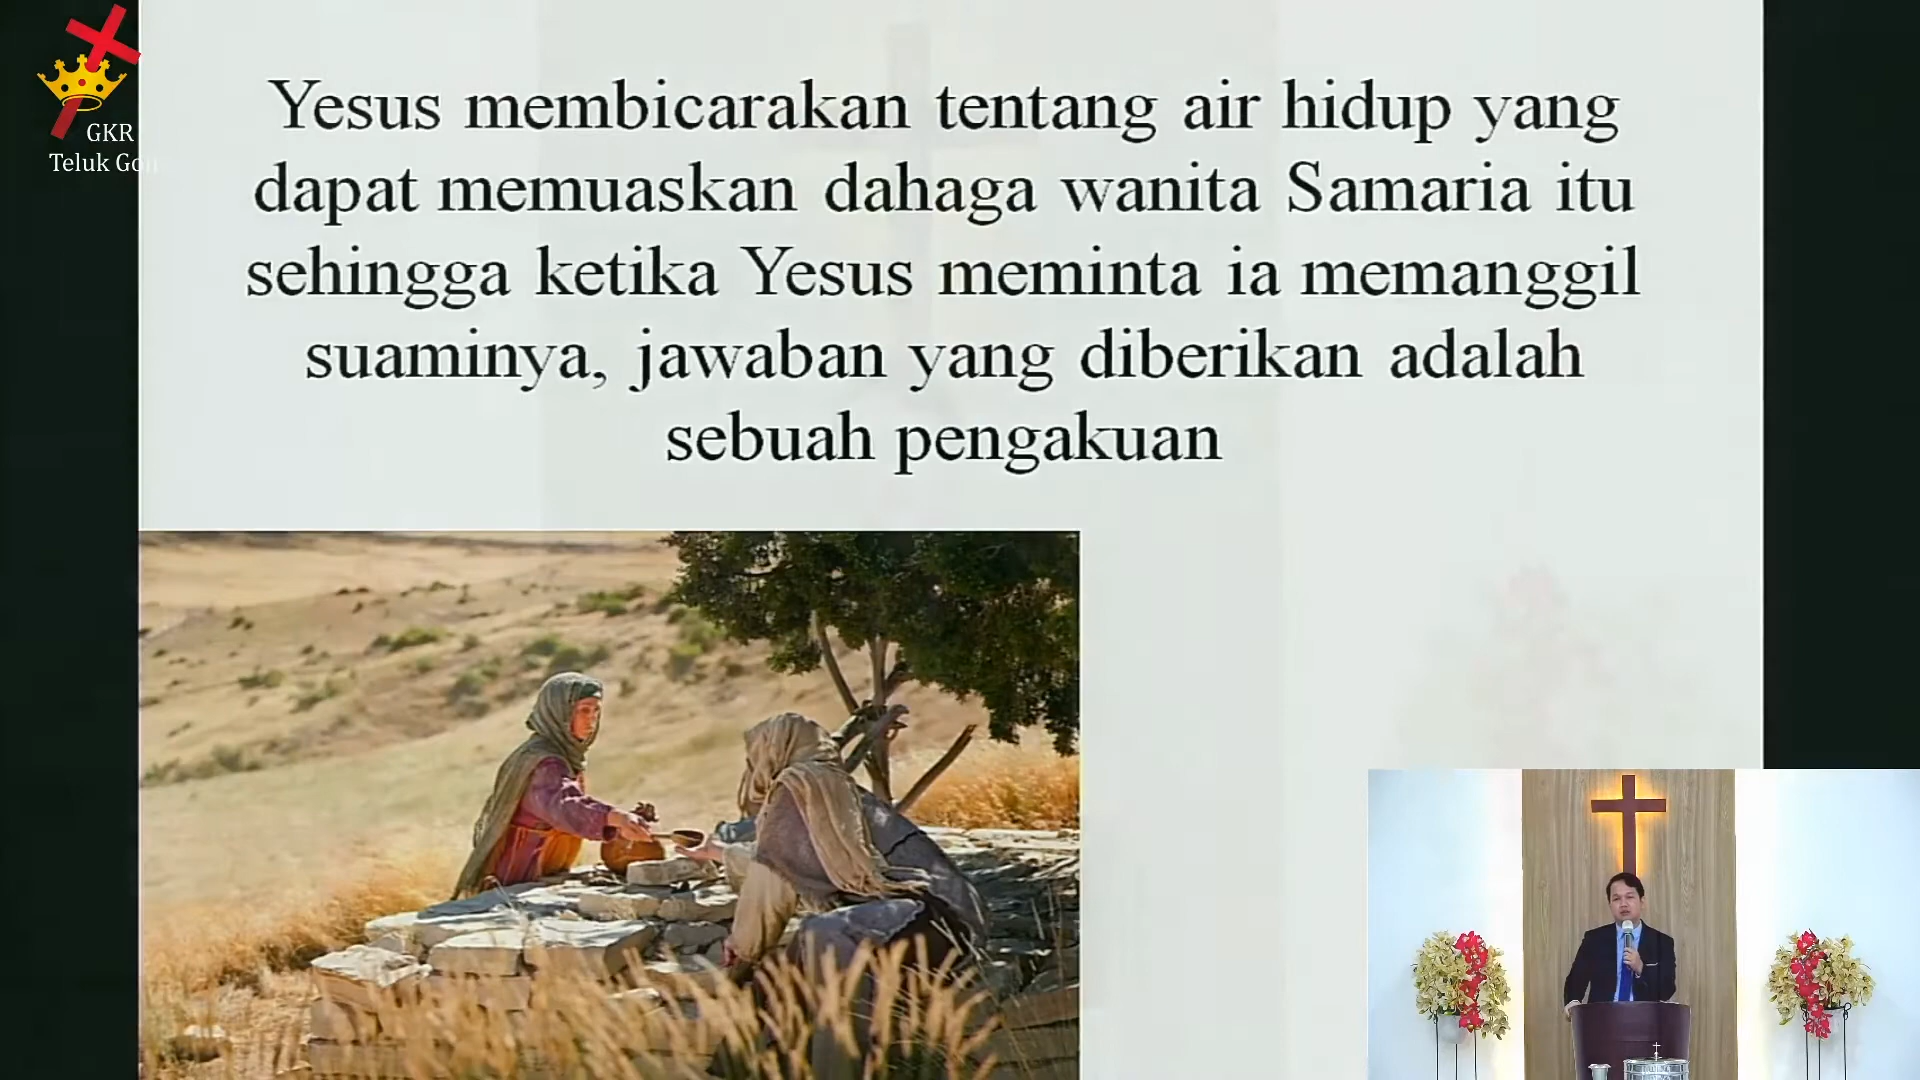 GKR
Teluk Gon
Yesus membicarakan tentang air hidup yang
dapat memuaskan dahaga wanita Samaria itu
sehingga ketika Yesus meminta ia memanggil
suaminya, jawaban yang diberikan adalah
sebuah pengakuan